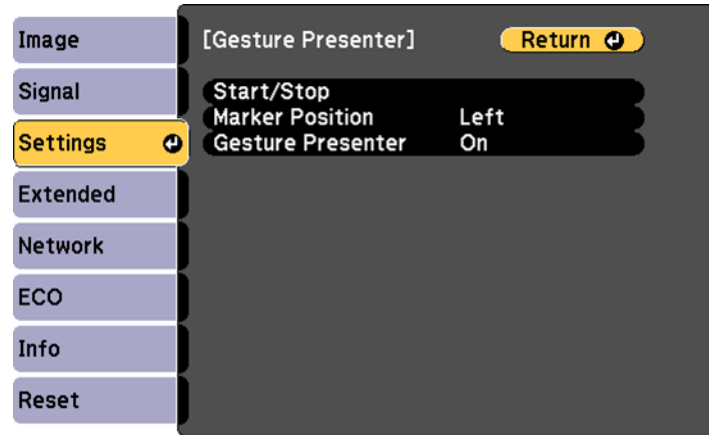 Image
Signal
Settings
Extended
Network
ECO
Info
Reset
[Gesture Presenter]
Return
Start/Stop
Marker Position Left
Gesture Presenter On